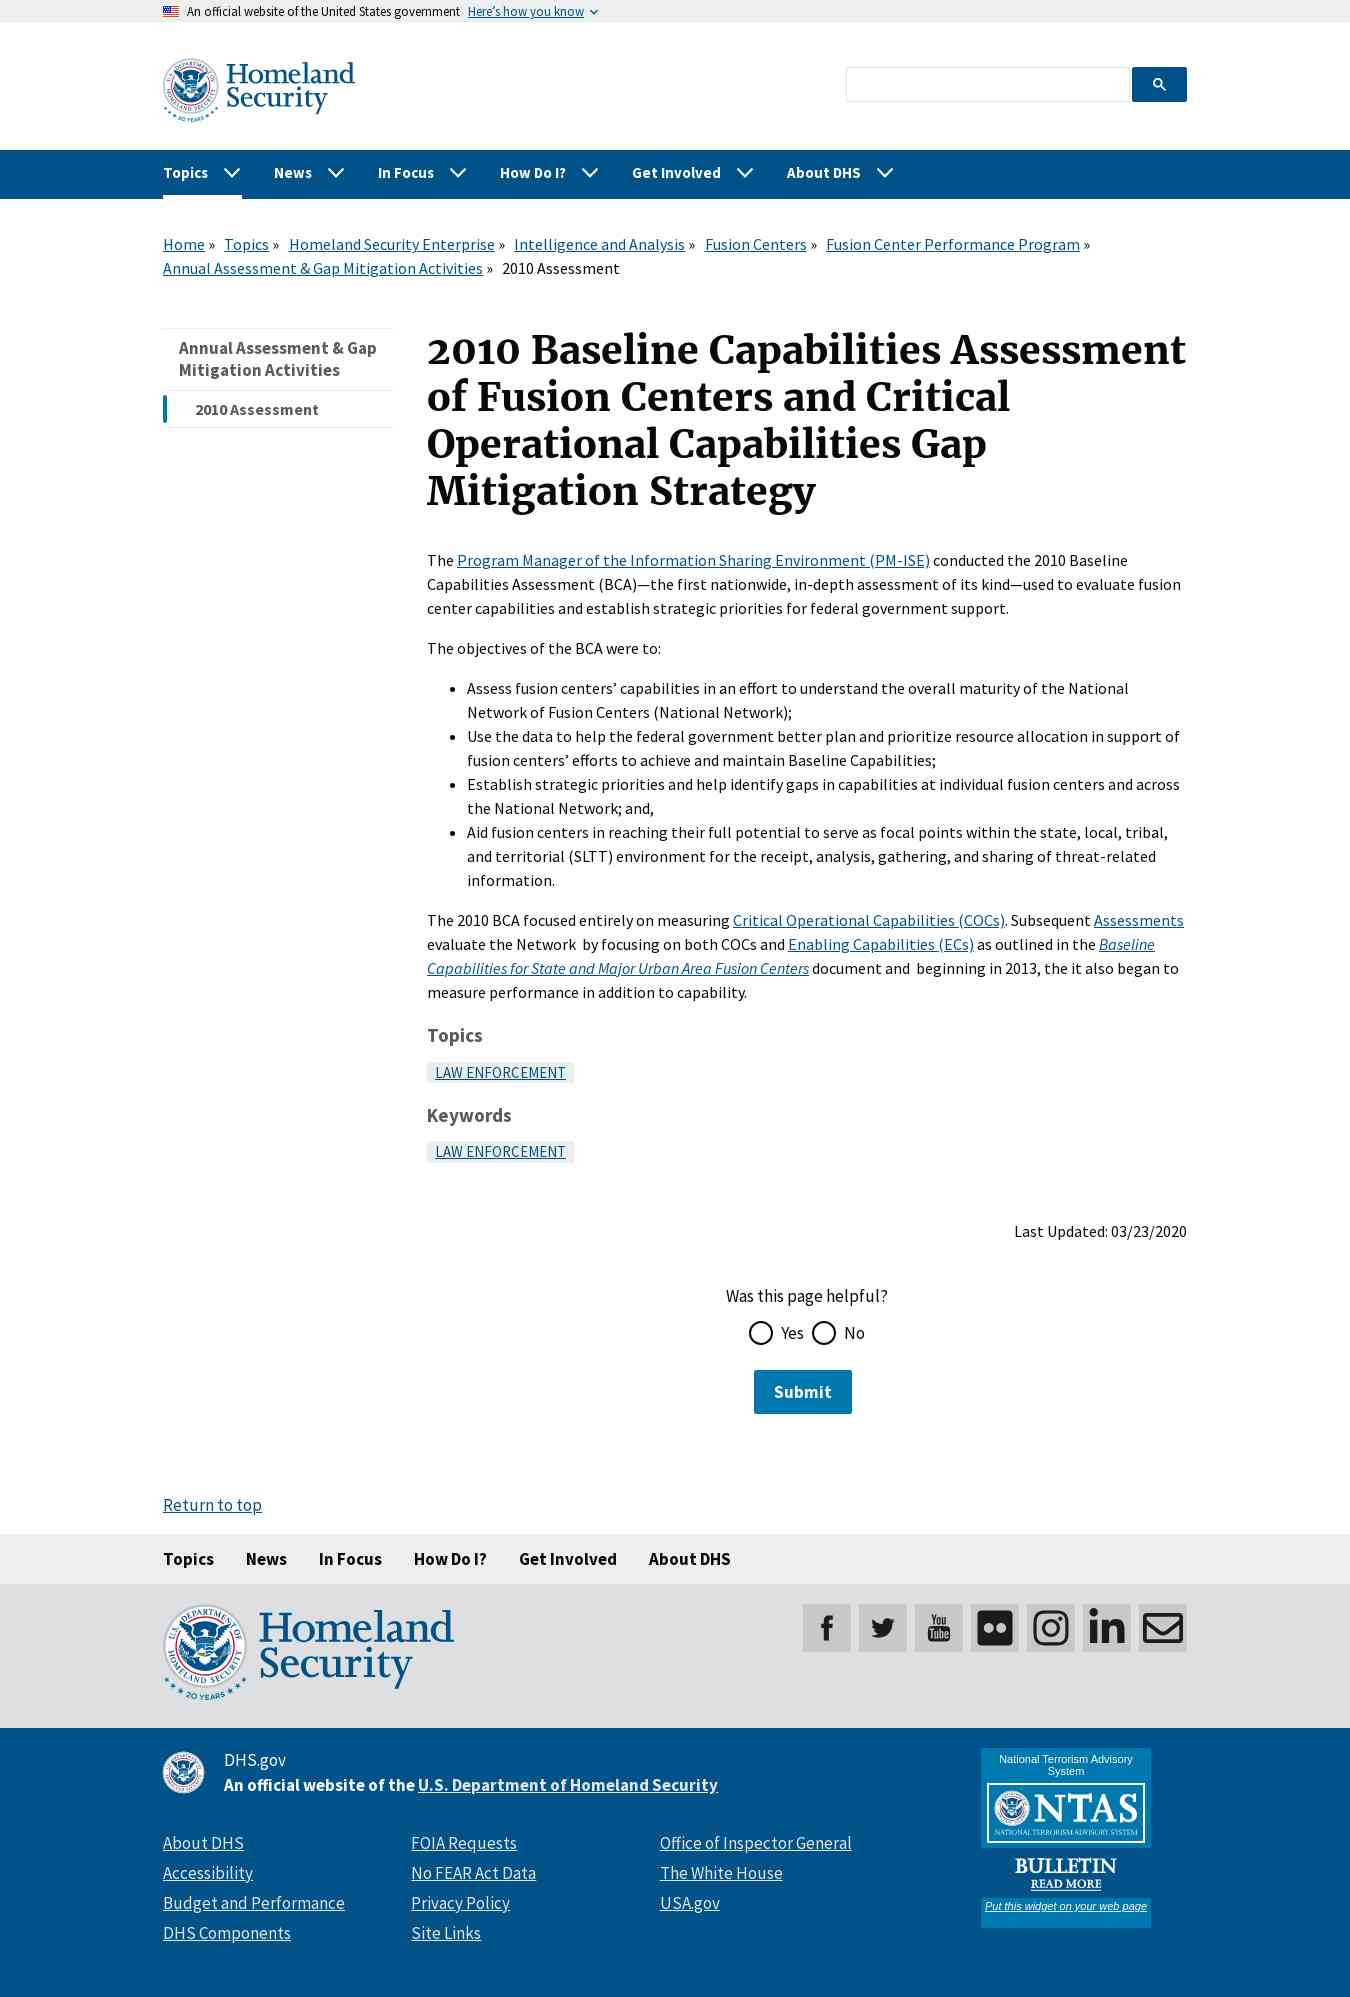 An official website of the United States government Here’s how you know
U.S. DEPARTMENT OF HOMELAND SECURITY
20 YEARS
Homeland
Security
Topics News In Focus How Do I? Get Involved About DHS
Home » Topics » Homeland Security Enterprise » Intelligence and Analysis » Fusion Centers » Fusion Center Performance Program »
Annual Assessment & Gap Mitigation Activities » 2010 Assessment
Annual Assessment & Gap
Mitigation Activities
2010 Assessment
2010 Baseline Capabilities Assessment
of Fusion Centers and Critical
Operational Capabilities Gap
Mitigation Strategy
The Program Manager of the Information Sharing Environment (PM-ISE) conducted the 2010 Baseline
Capabilities Assessment (BCA)—the first nationwide, in-depth assessment of its kind—used to evaluate fusion
center capabilities and establish strategic priorities for federal government support.
The objectives of the BCA were to:
• Assess fusion centers’ capabilities in an effort to understand the overall maturity of the National
Network of Fusion Centers (National Network);
• Use the data to help the federal government better plan and prioritize resource allocation in support of
fusion centers’ efforts to achieve and maintain Baseline Capabilities;
• Establish strategic priorities and help identify gaps in capabilities at individual fusion centers and across
the National Network; and,
• Aid fusion centers in reaching their full potential to serve as focal points within the state, local, tribal,
and territorial (SLTT) environment for the receipt, analysis, gathering, and sharing of threat-related
information.
The 2010 BCA focused entirely on measuring Critical Operational Capabilities (COCs). Subsequent Assessments
evaluate the Network by focusing on both COCs and Enabling Capabilities (ECs) as outlined in the Baseline
Capabilities for State and Major Urban Area Fusion Centers document and beginning in 2013, the it also began to
measure performance in addition to capability.
Topics
LAW ENFORCEMENT
Keywords
LAW ENFORCEMENT
Last Updated: 03/23/2020
Was this page helpful?
Yes No
Submit
Return to top
Topics News In Focus How Do I? Get Involved About DHS
U.S. DEPARTMENT OF HOMELAND SECURITY
20 YEARS
Homeland
Security
f You Tube in
DHS.gov
An official website of the U.S. Department of Homeland Security
About DHS
Accessibility
Budget and Performance
DHS Components
FOIA Requests
No FEAR Act Data
Privacy Policy
Site Links
Office of Inspector General
The White House
USA.gov
National Terrorism Advisory
System
NTAS
NATIONAL TERRORISM ADVISORY SYSTEM
BULLETIN
READ MORE
Put this widget on your web page